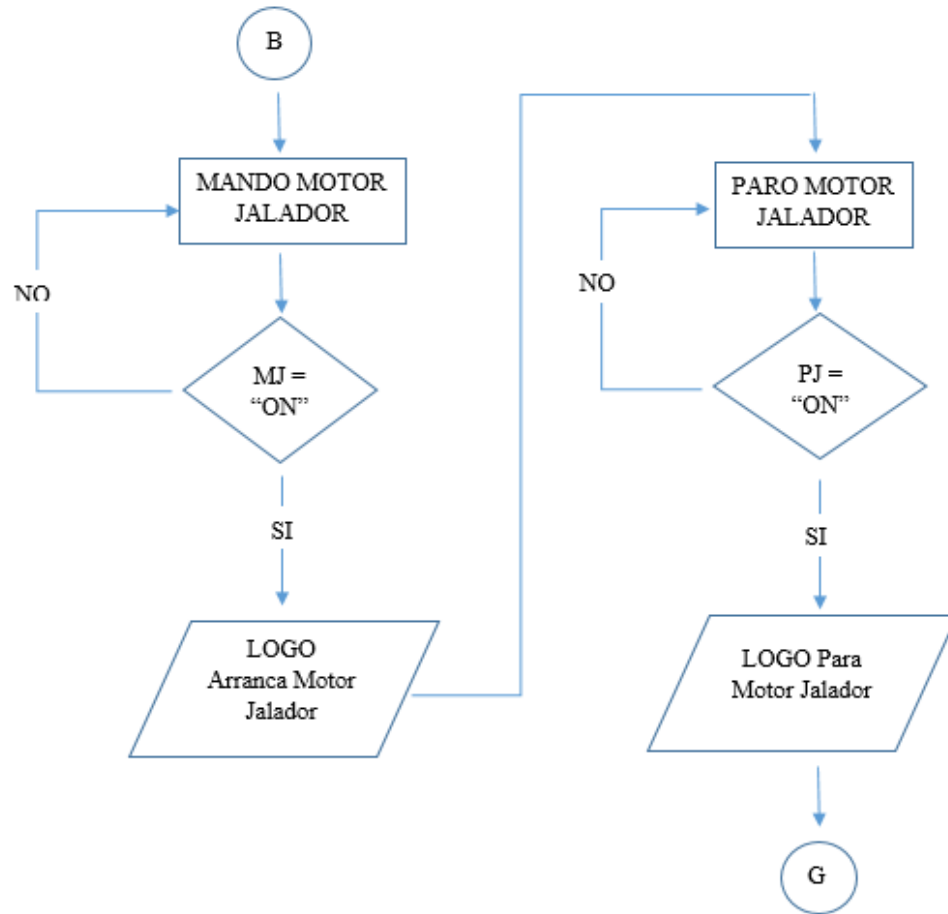 B
MANDO MOTOR
JALADOR
NO
MJ =
“ON”
SI
LOGO
Arranca Motor
Jalador
PARO MOTOR
JALADOR
NO
PJ =
“ON”
SI
LOGO Para
Motor Jalador
G